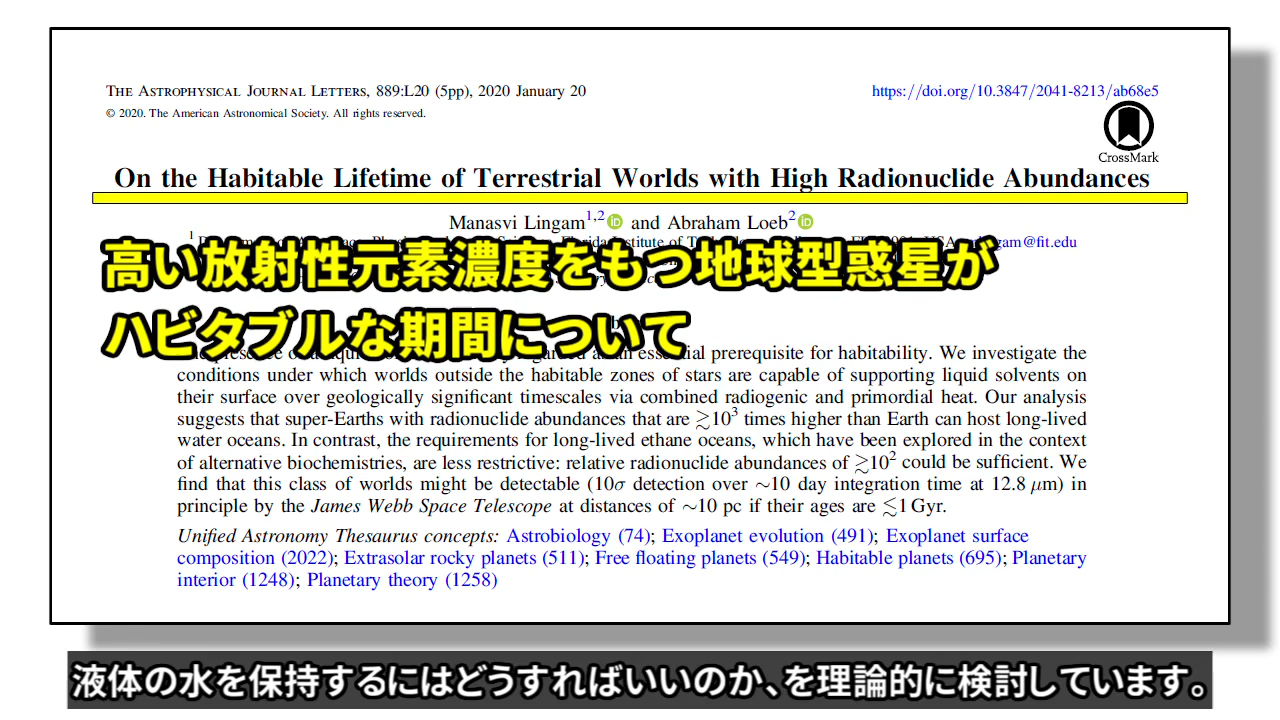 THE ASTROPHYSICAL JOURNAL LETTERS, 889:L20 (5pp), 2020 January 20
https://doi.org/10.3847/2041-8213/ab68e5
© 2020. The American Astronomical Society. All rights reserved.
CrossMark
On the Habitable Lifetime of Terrestrial Worlds with High Radionuclide Abundances
Manasvi Lingam1,2 iD and Abraham Loeb2 iD
高い放射性元素濃度をもつ地球型惑星が
ハビタブルな期間について
essential prerequisite for habitability. We investigate the
conditions under which worlds outside the habitable zones of stars are capable of supporting liquid solvents on
their surface over geologically significant timescales via combined radiogenic and primordial heat. Our analysis
suggests that super-Earths with radionuclide abundances that are ≳10³ times higher than Earth can host long-lived
water oceans. In contrast, the requirements for long-lived ethane oceans, which have been explored in the context
of alternative biochemistries, are less restrictive: relative radionuclide abundances of ≳10² could be sufficient. We
find that this class of worlds might be detectable (10σ detection over ∼10 day integration time at 12.8 μm) in
principle by the James Webb Space Telescope at distances of ∼10 pc if their ages are ≲1 Gyr.
Unified Astronomy Thesaurus concepts: Astrobiology (74); Exoplanet evolution (491); Exoplanet surface
composition (2022); Extrasolar rocky planets (511); Free floating planets (549); Habitable planets (695); Planetary
interior (1248); Planetary theory (1258)
液体の水を保持するにはどうすればいいのか、を理論的に検討しています。